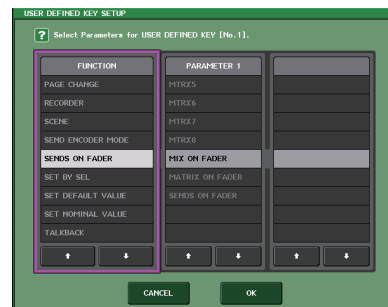 USER DEFINED KEY SETUP
? Select Parameters for USER DEFINED KEY [No.1].
FUNCTION
PAGE CHANGE
RECORDER
SCENE
SEND ENCODER MODE
SENDS ON FADER
SET BY SEL
SET DEFAULT VALUE
SET NOMINAL VALUE
TALKBACK
PARAMETER 1
MTRX5
MTRX6
MTRX7
MTRX8
MIX ON FADER
MATRIX ON FADER
SENDS ON FADER
CANCEL
OK